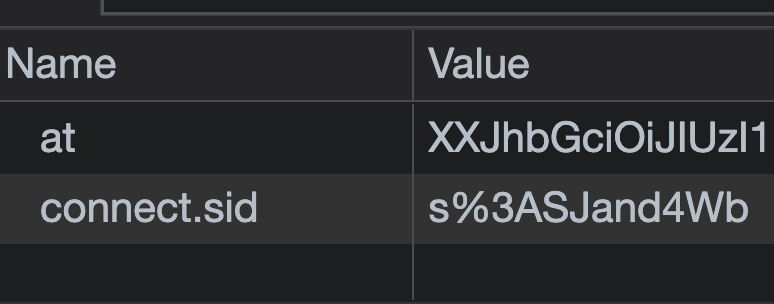 Name Value
at XXJhbGciOiJIUzI1
connect.sid s%3ASJand4Wb